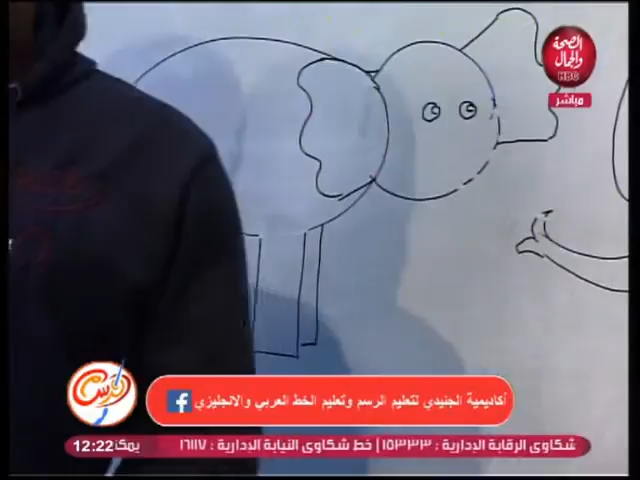 الصحة
والجمال
HBC
مباشر
أكاديمية الجنيدي لتعليم الرسم وتعليم الخط العربي والانجليزي
12:22
يمكن
شكاوى الرقابة الإدارية : ١٥٣٣٣ | خط شكاوى النيابة الإدارية : ١٦١١٧